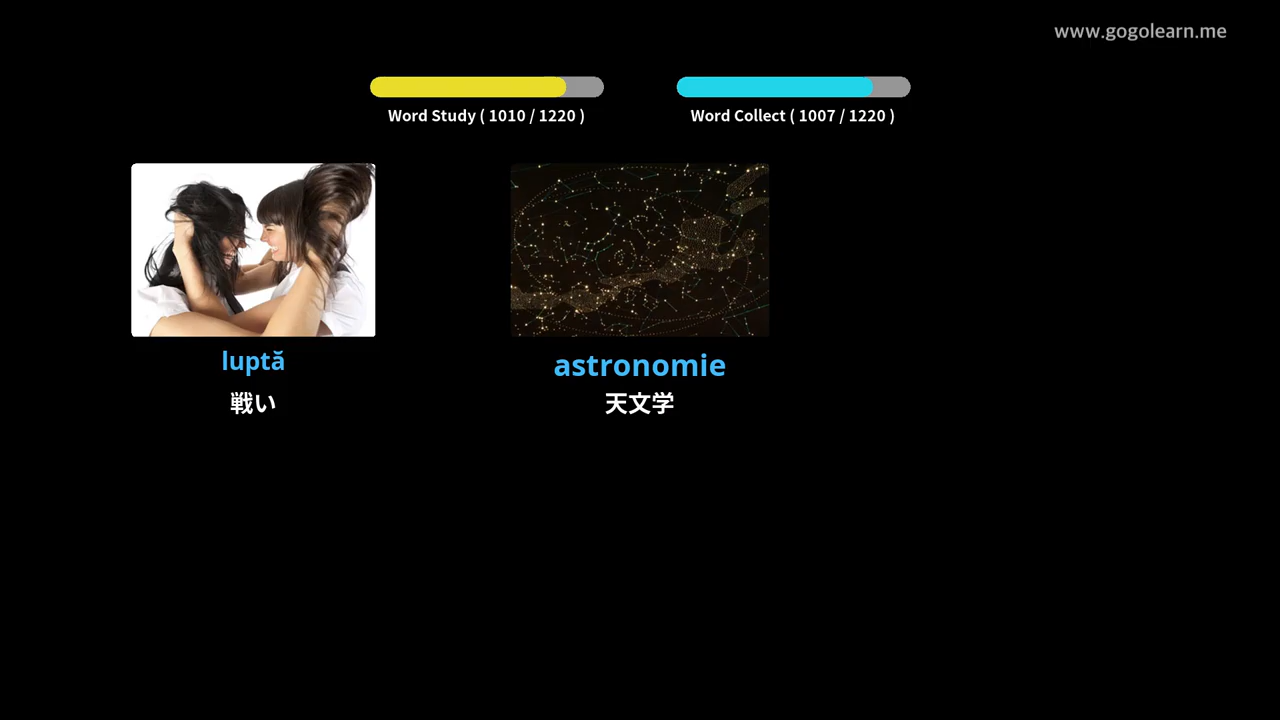 www.gogolearn.me
Word Study ( 1010 / 1220 )
Word Collect ( 1007 / 1220 )
luptă
戦い
astronomie
天文学